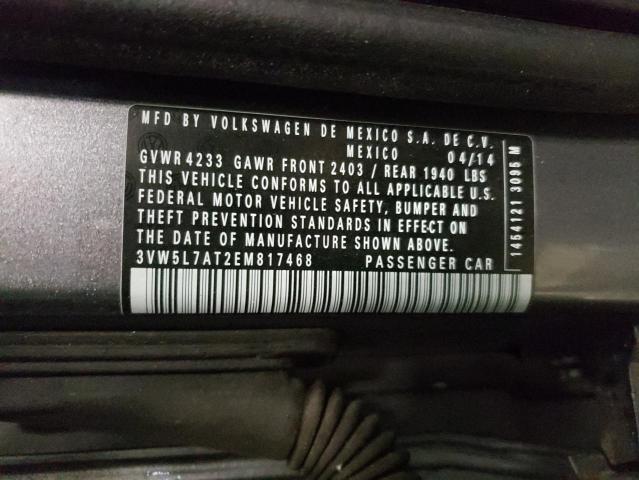 MFD BY VOLKSWAGEN DE MEXICO S.A. DE C.V.
MEXICO 04/14
GVWR 4233 GAWR FRONT 2403 / REAR 1940 LBS
THIS VEHICLE CONFORMS TO ALL APPLICABLE U.S.
FEDERAL MOTOR VEHICLE SAFETY, BUMPER AND
THEFT PREVENTION STANDARDS IN EFFECT ON
THE DATE OF MANUFACTURE SHOWN ABOVE.
3VW5L7AT2EM817468 PASSENGER CAR
1454121 3095 M